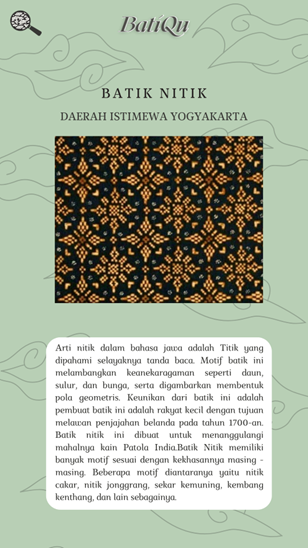 BatiQu
BATIK NITIK
DAERAH ISTIMEWA YOGYAKARTA
Arti nitik dalam bahasa jawa adalah Titik yang
dipahami selayaknya tanda baca. Motif batik ini
melambangkan keanekaragaman seperti daun,
sulur, dan bunga, serta digambarkan membentuk
pola geometris. Keunikan dari batik ini adalah
pembuat batik ini adalah rakyat kecil dengan tujuan
melawan penjajahan belanda pada tahun 1700-an.
Batik nitik ini dibuat untuk menanggulangi
mahalnya kain Patola India.Batik Nitik memiliki
banyak motif sesuai dengan kekhasannya masing -
masing. Beberapa motif diantaranya yaitu nitik
cakar, nitik jonggrang, sekar kemuning, kembang
kenthang, dan lain sebagainya.